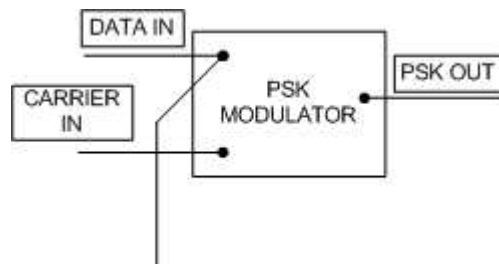 DATA IN
CARRIER
IN
PSK
MODULATOR
PSK OUT